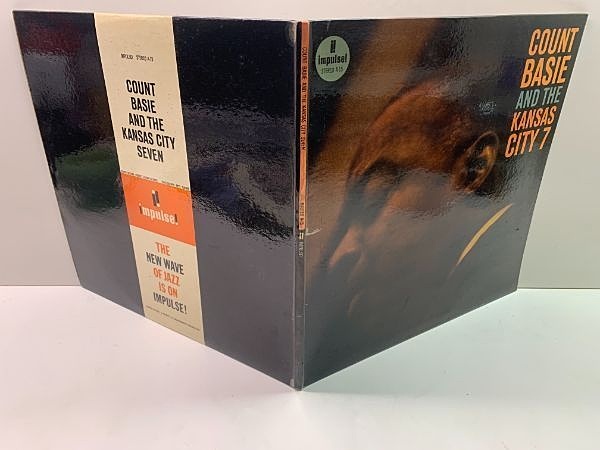 COUNT
BASIE
AND THE
KANSAS CITY
SEVEN
impulse!
THE
NEW WAVE
OF JAZZ
IS ON
IMPULSE!
COUNT BASIE AND THE KANSAS CITY SEVEN
impulse!
COUNT
BASIE
AND THE
KANSAS
CITY 7